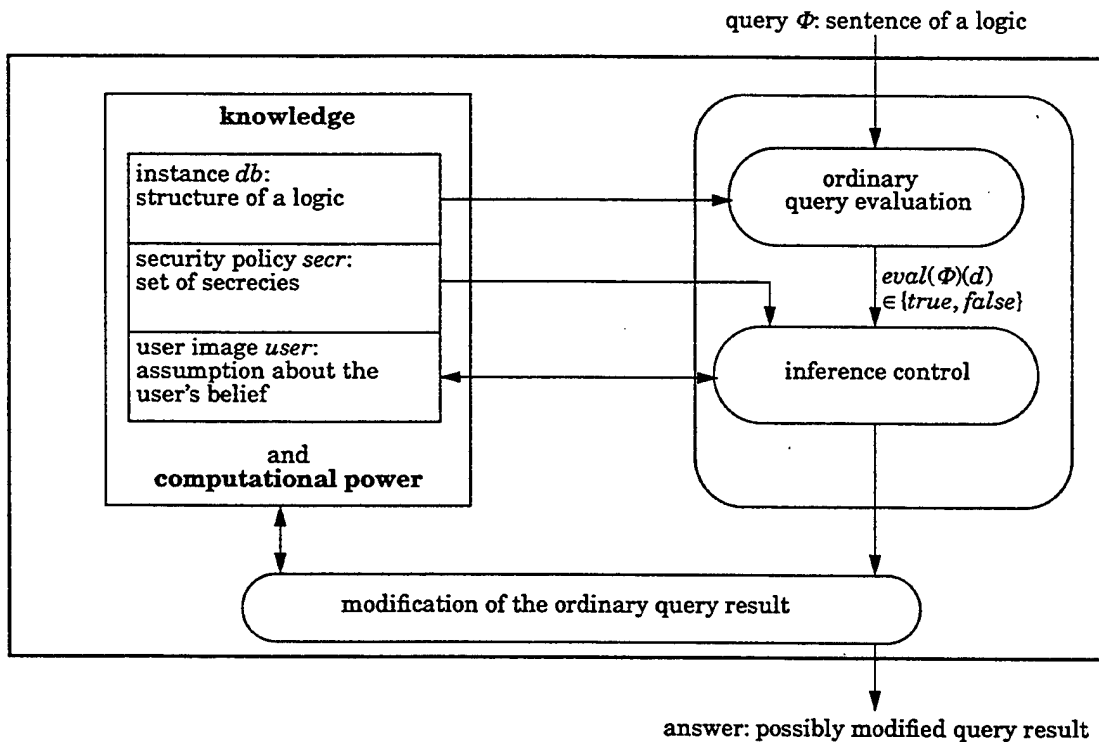 query Φ: sentence of a logic
knowledge
instance db:
structure of a logic
security policy secr:
set of secrecies
user image user:
assumption about the
user's belief
and
computational power
ordinary
query evaluation
eval(Φ)(d)
∈{true, false}
inference control
modification of the ordinary query result
answer: possibly modified query result